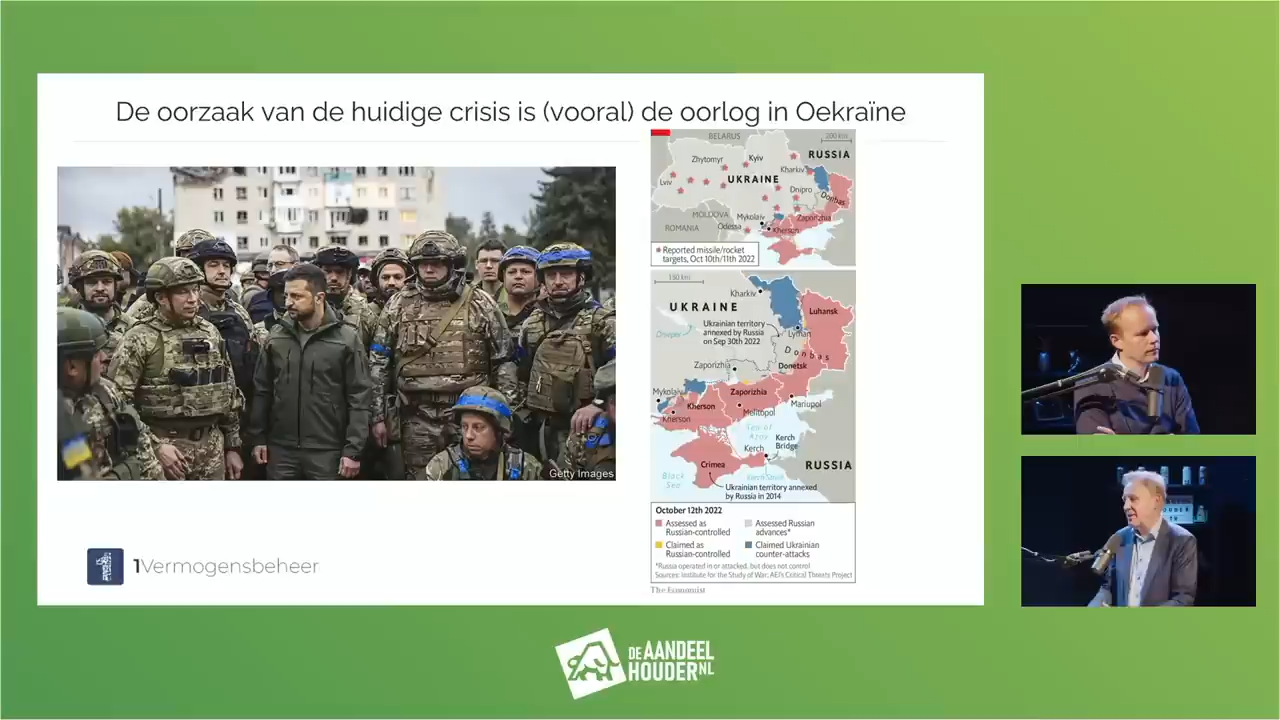 De oorzaak van de huidige crisis is (vooral) de oorlog in Oekraïne
Getty Images
1Vermogensbeheer
BELARUS
200 km
RUSSIA
Zhytomyr
Kyiv
Kharkiv
Lviv
UKRAINE
Dnipro
Donbas
MOLDOVA
Mykolaiv
Zaporizhia
ROMANIA
Odessa
Kherson
Reported missile/rocket
targets, Oct 10th/11th 2022
150 km
Kharkiv
UKRAINE
Luhansk
Ukrainian territory
annexed by Russia
on Sep 30th 2022
Dnieper
Lyman
Donbas
Zaporizhia
Donetsk
Mykolaiv
Zaporizhia
Kherson
Mariupol
Kherson
Melitopol
Sea of
Azov
Kerch
Bridge
Kerch
Crimea
RUSSIA
Black
Sea
Ukrainian territory annexed
by Russia in 2014
October 12th 2022
Assessed as
Russian-controlled
Assessed Russian
advances*
Claimed as
Russian-controlled
Claimed Ukrainian
counter-attacks
*Russia operated in or attacked, but does not control
Sources: Institute for the Study of War; AEI's Critical Threats Project
The Economist
DE AANDEEL
HOUDER NL